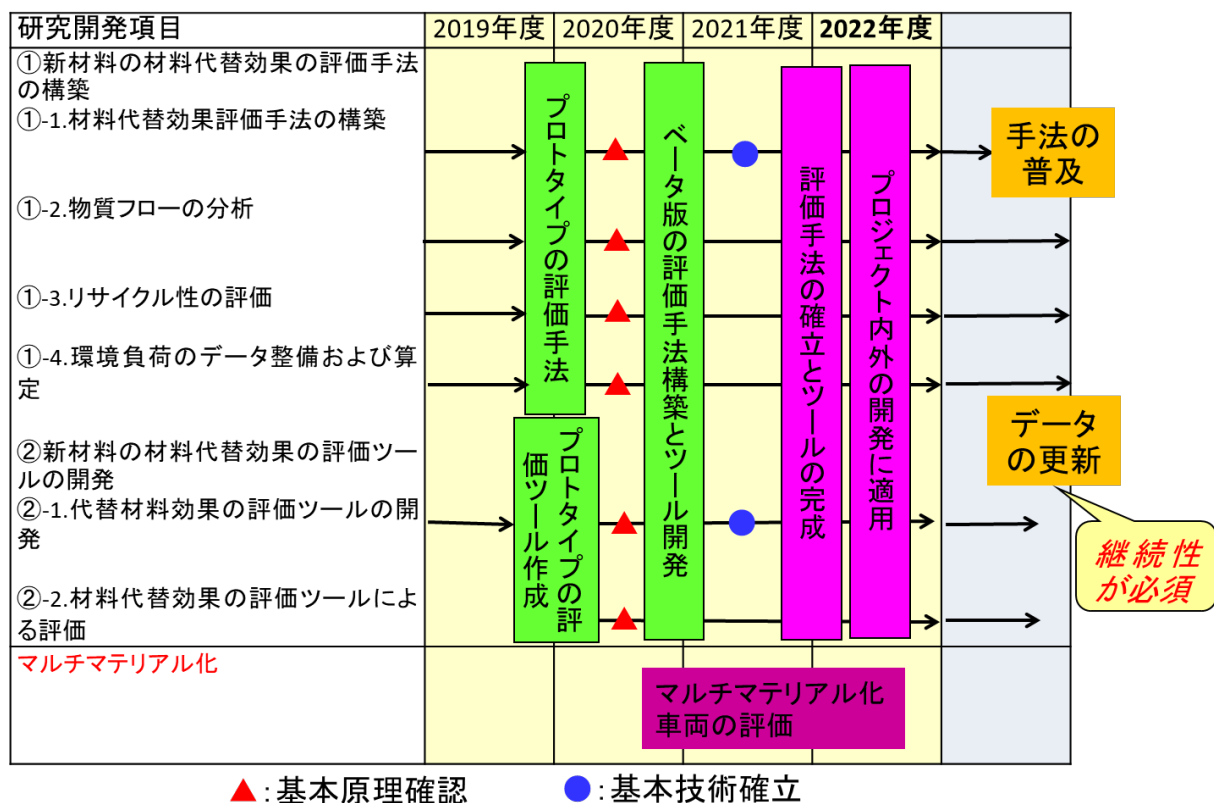 研究開発項目
2019年度
2020年度
2021年度
2022年度
①新材料の材料代替効果の評価手法
の構築
①-1.材料代替効果評価手法の構築
①-2.物質フローの分析
①-3.リサイクル性の評価
①-4.環境負荷のデータ整備および算
定
②新材料の材料代替効果の評価ツー
ルの開発
②-1.代替材料効果の評価ツールの開
発
②-2.材料代替効果の評価ツールによ
る評価
マルチマテリアル化
プロトタイプの評価手法
プロトタイプの評
価ツール作成
ベータ版の評価手法構築とツール開発
評価手法の確立とツールの完成
プロジェクト内外の開発に適用
手法の
普及
データ
の更新
継続性
が必須
マルチマテリアル化
車両の評価
▲:基本原理確認
●:基本技術確立